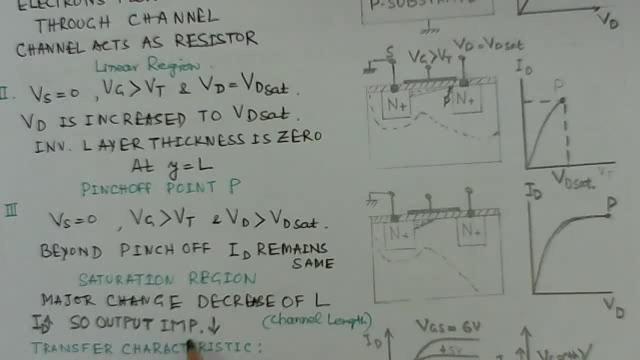 THROUGH CHANNEL
CHANNEL ACTS AS RESISTOR
Linear Region.
II. VS=0, VG>VT & VD=VDsat.
VD IS INCREASED TO VDsat.
INV. LAYER THICKNESS IS ZERO
At y=L
PINCHOFF POINT P
III
VS=0, VG>VT & VD>VDsat.
BEYOND PINCH OFF ID REMAINS
SAME
SATURATION REGION
MAJOR CHANGE DECREASE OF L
ID↑ SO OUTPUT IMP.↓ (Channel Length)
TRANSFER CHARACTERISTIC:
P-SUBSTRATE
VD
S VG>VT VD=VDsat
N+ P N+
ID
P
VDsat. VT
N+ N+
ID
P
VD
ID
VGS=6V